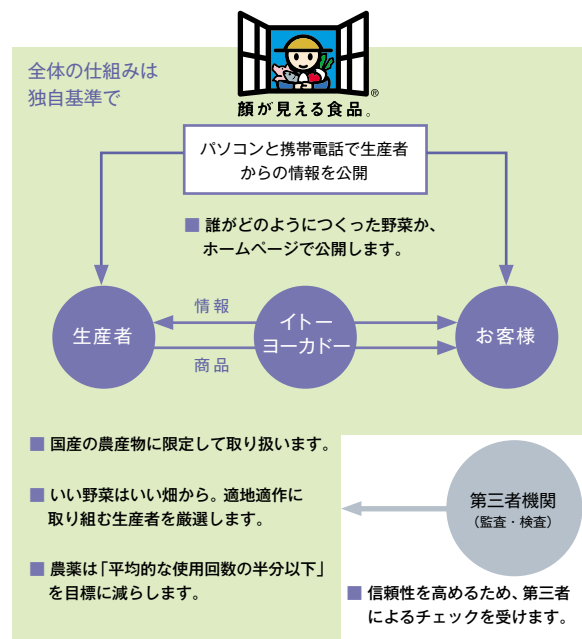 全体の仕組みは
独自基準で
®
顔が見える食品。
パソコンと携帯電話で生産者
からの情報を公開
■ 誰がどのようにつくった野菜か、
ホームページで公開します。
生産者
情報
商品
イトー
ヨーカドー
お客様
■ 国産の農産物に限定して取り扱います。
■ いい野菜はいい畑から。適地適作に
取り組む生産者を厳選します。
■ 農薬は「平均的な使用回数の半分以下」
を目標に減らします。
第三者機関
（監査・検査）
■ 信頼性を高めるため、第三者
によるチェックを受けます。